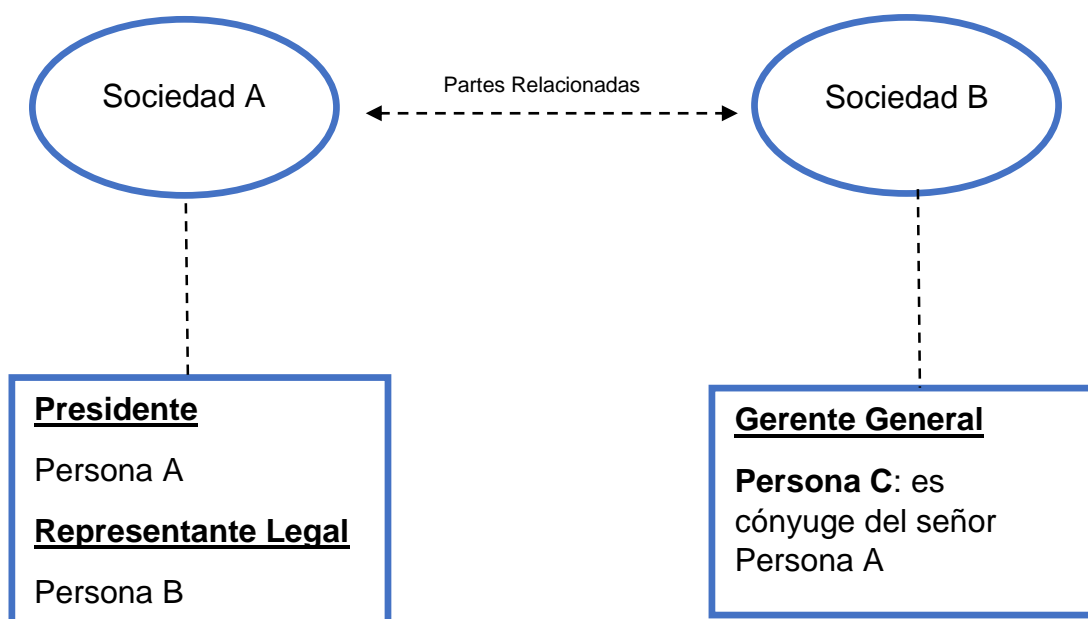 Sociedad A
Partes Relacionadas
Sociedad B
Presidente
Persona A
Representante Legal
Persona B
Gerente General
Persona C: es
cónyuge del señor
Persona A